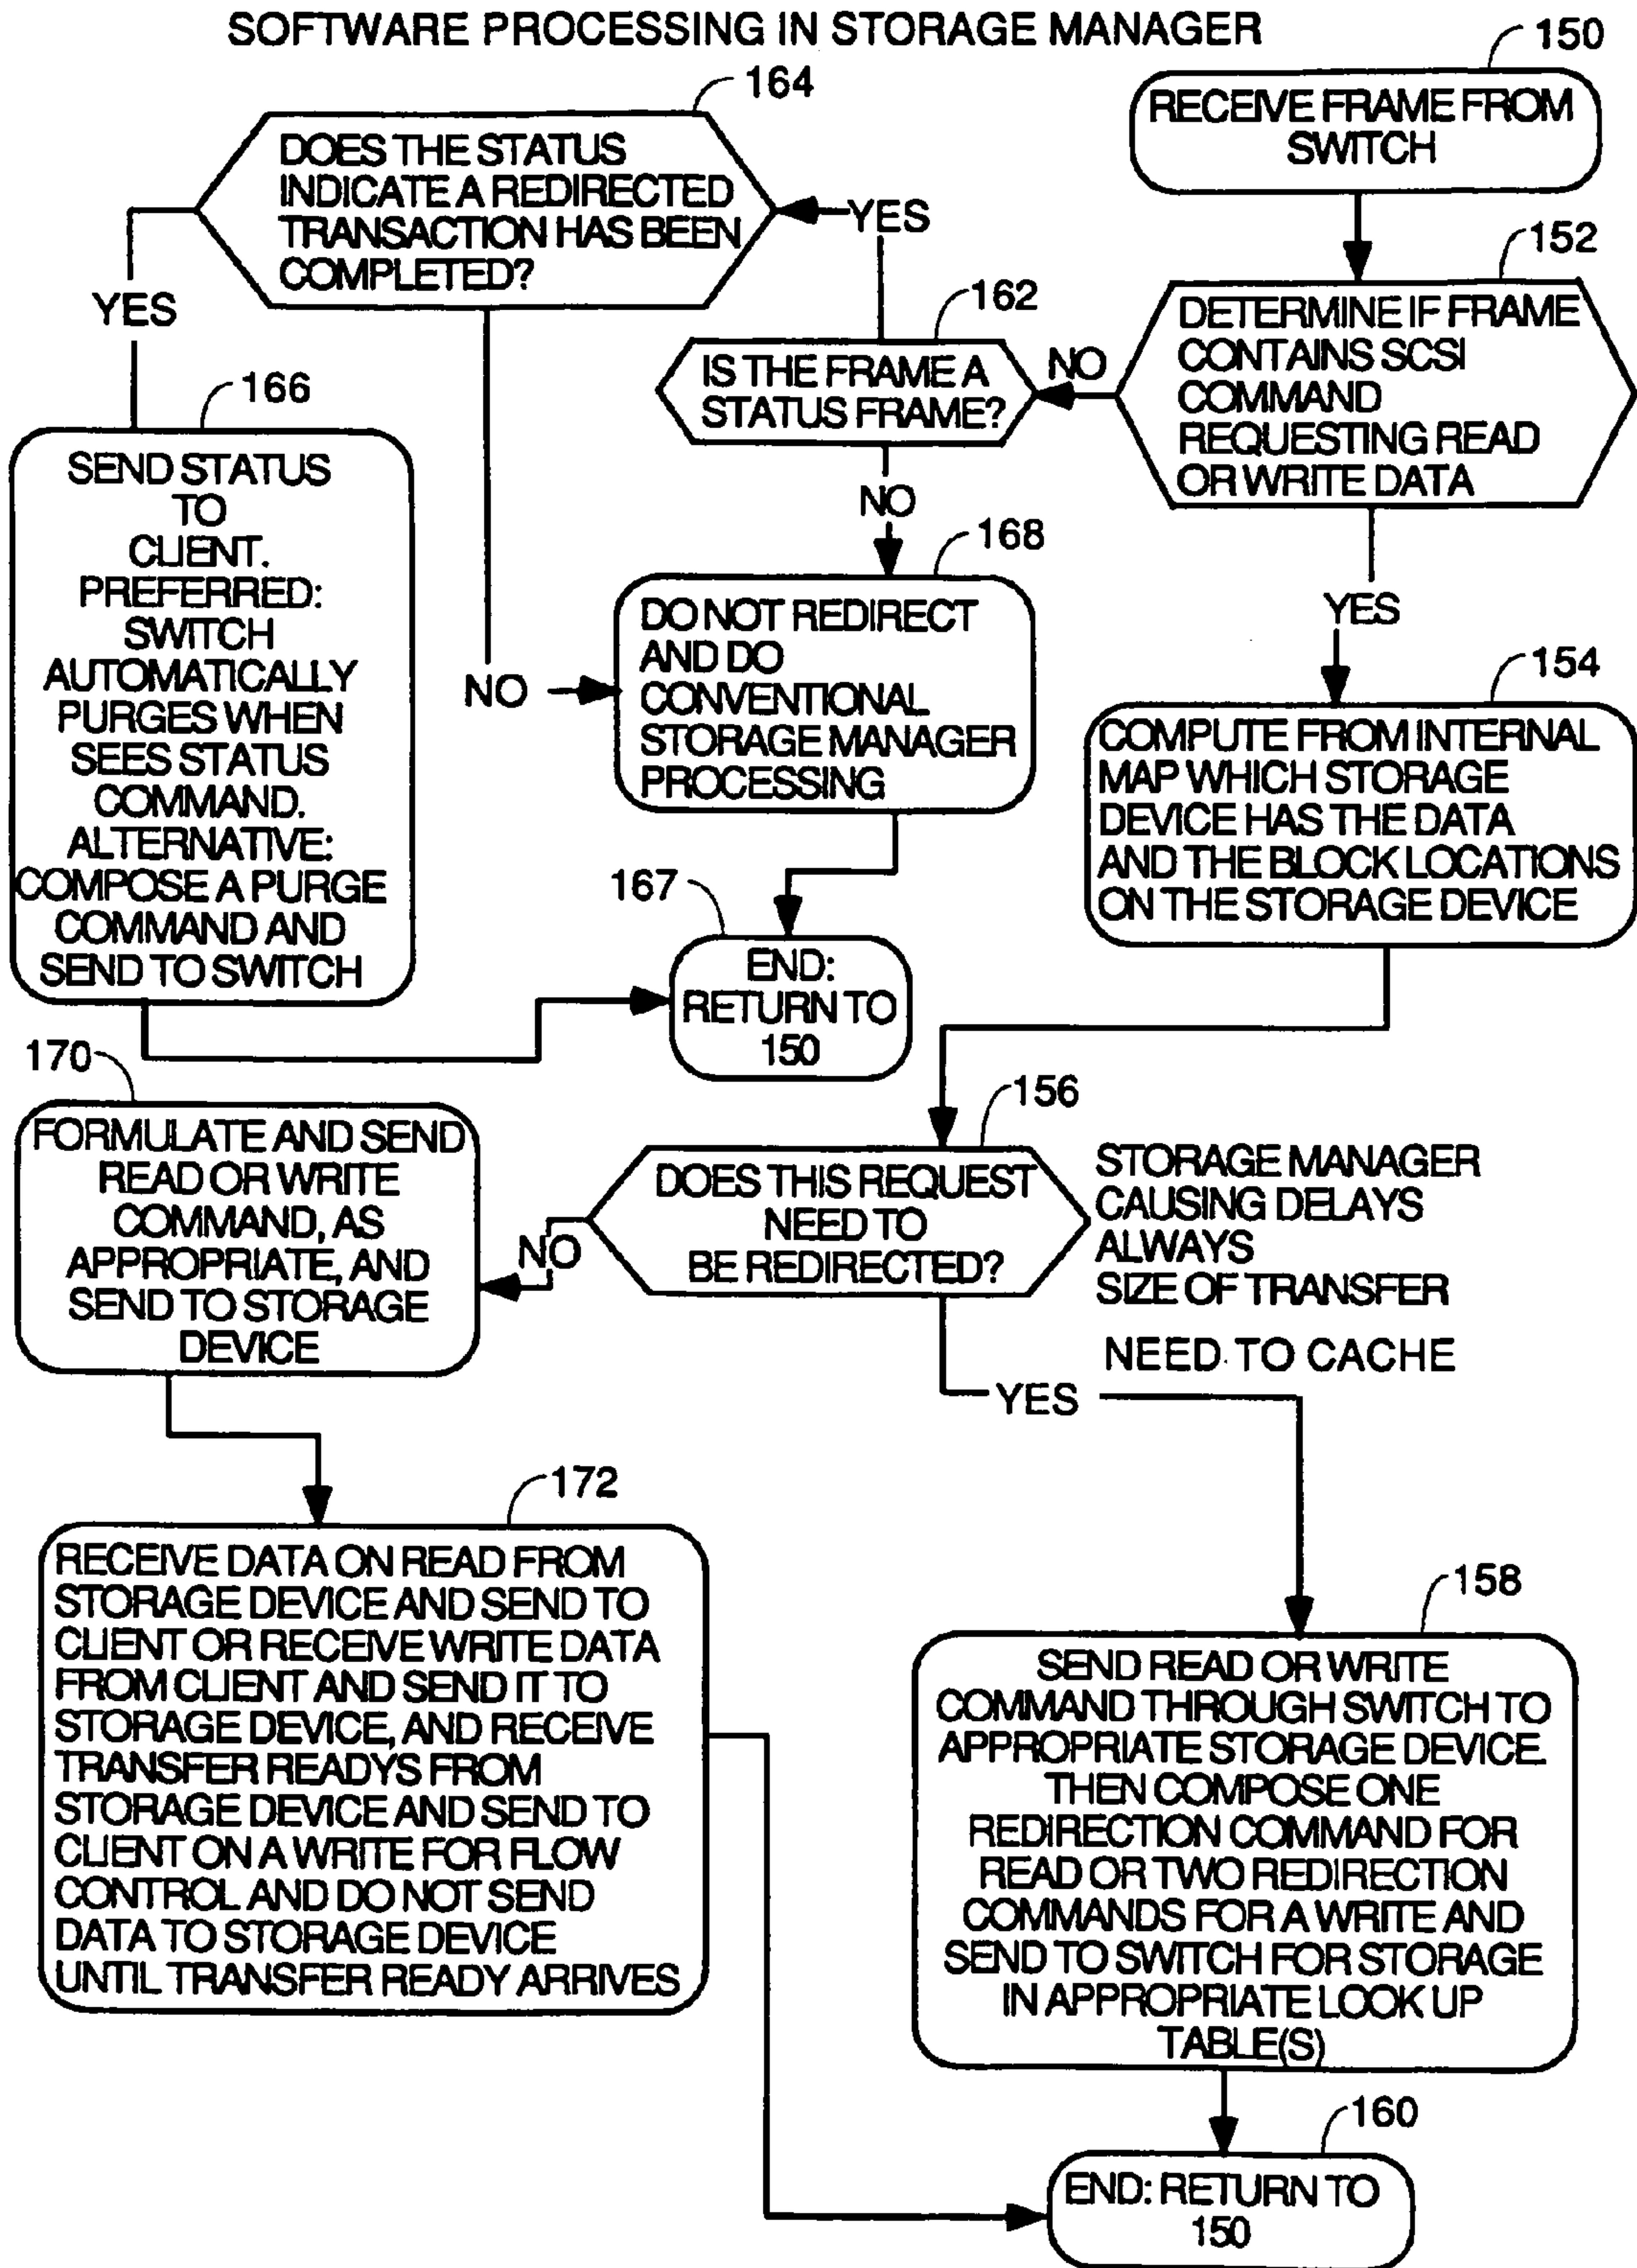 SOFTWARE PROCESSING IN STORAGE MANAGER
150
RECEIVE FRAME FROM
SWITCH
164
DOES THE STATUS
INDICATE A REDIRECTED
TRANSACTION HAS BEEN
COMPLETED?
YES
YES
152
DETERMINE IF FRAME
CONTAINS SCSI
COMMAND
REQUESTING READ
OR WRITE DATA
162
IS THE FRAME A
STATUS FRAME?
NO
NO
YES
166
SEND STATUS
TO
CLIENT.
PREFERRED:
SWITCH
AUTOMATICALLY
PURGES WHEN
SEES STATUS
COMMAND.
ALTERNATIVE:
COMPOSE A PURGE
COMMAND AND
SEND TO SWITCH
NO
168
DO NOT REDIRECT
AND DO
CONVENTIONAL
STORAGE MANAGER
PROCESSING
154
COMPUTE FROM INTERNAL
MAP WHICH STORAGE
DEVICE HAS THE DATA
AND THE BLOCK LOCATIONS
ON THE STORAGE DEVICE
167
END:
RETURN TO
150
170
FORMULATE AND SEND
READ OR WRITE
COMMAND, AS
APPROPRIATE, AND
SEND TO STORAGE
DEVICE
NO
156
DOES THIS REQUEST
NEED TO
BE REDIRECTED?
STORAGE MANAGER
CAUSING DELAYS
ALWAYS
SIZE OF TRANSFER
NEED TO CACHE
YES
172
RECEIVE DATA ON READ FROM
STORAGE DEVICE AND SEND TO
CLIENT OR RECEIVE WRITE DATA
FROM CLIENT AND SEND IT TO
STORAGE DEVICE, AND RECEIVE
TRANSFER READYS FROM
STORAGE DEVICE AND SEND TO
CLIENT ON A WRITE FOR FLOW
CONTROL AND DO NOT SEND
DATA TO STORAGE DEVICE
UNTIL TRANSFER READY ARRIVES
158
SEND READ OR WRITE
COMMAND THROUGH SWITCH TO
APPROPRIATE STORAGE DEVICE.
THEN COMPOSE ONE
REDIRECTION COMMAND FOR
READ OR TWO REDIRECTION
COMMANDS FOR A WRITE AND
SEND TO SWITCH FOR STORAGE
IN APPROPRIATE LOOK UP
TABLE(S)
160
END: RETURN TO
150